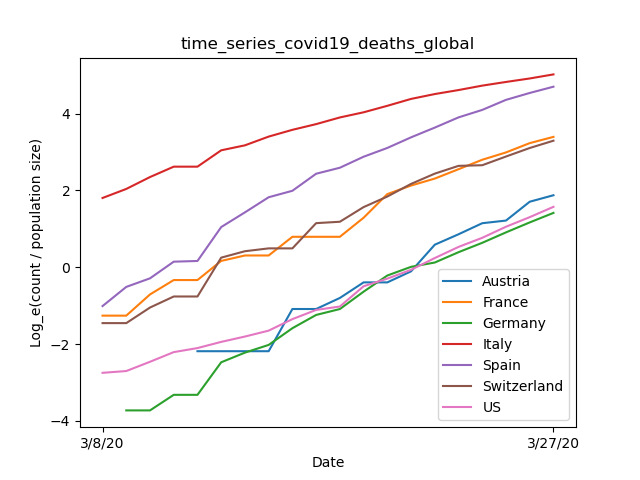 time_series_covid19_deaths_global
Log_e(count / population size)
4
2
0
−2
−4
3/8/20
3/27/20
Date
Austria
France
Germany
Italy
Spain
Switzerland
US